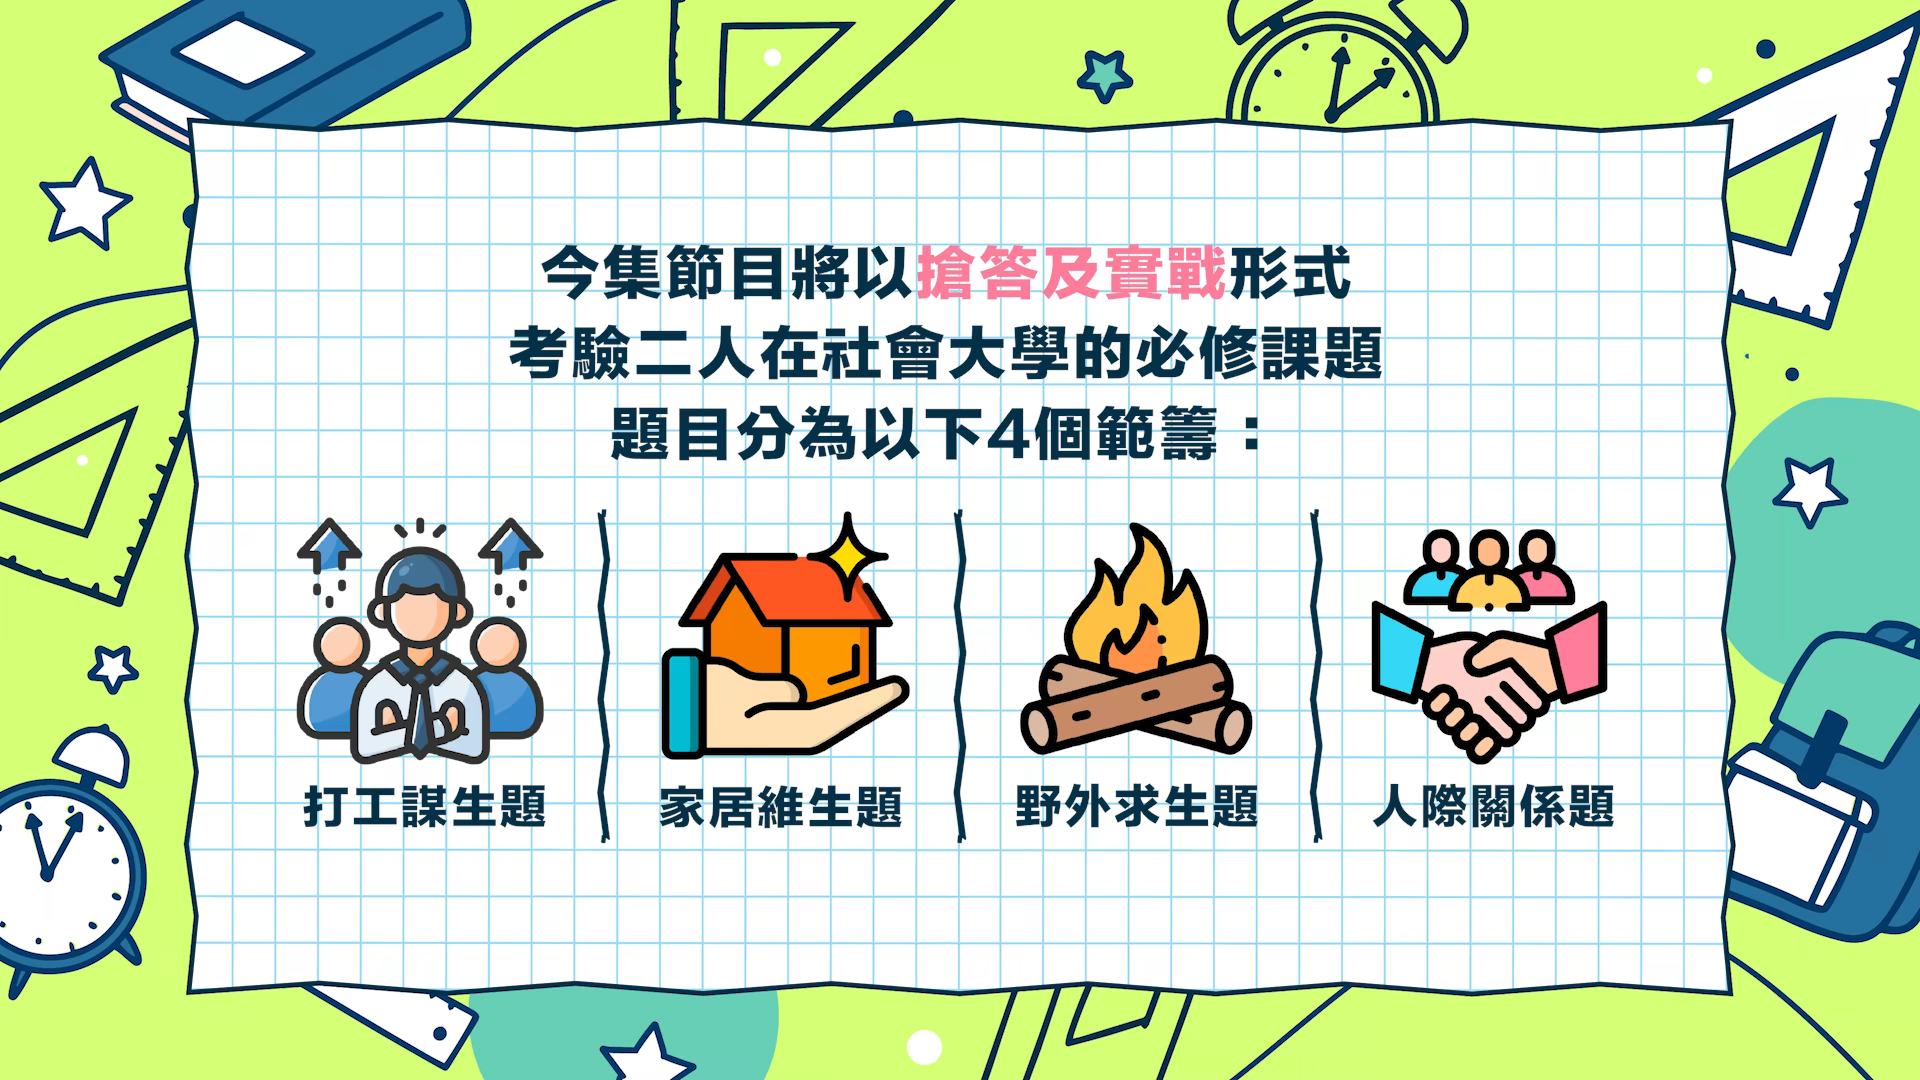 今集節目將以搶答及實戰形式
考驗二人在社會大學的必修課題
題目分為以下4個範籌：
打工謀生題
家居維生題
野外求生題
人際關係題